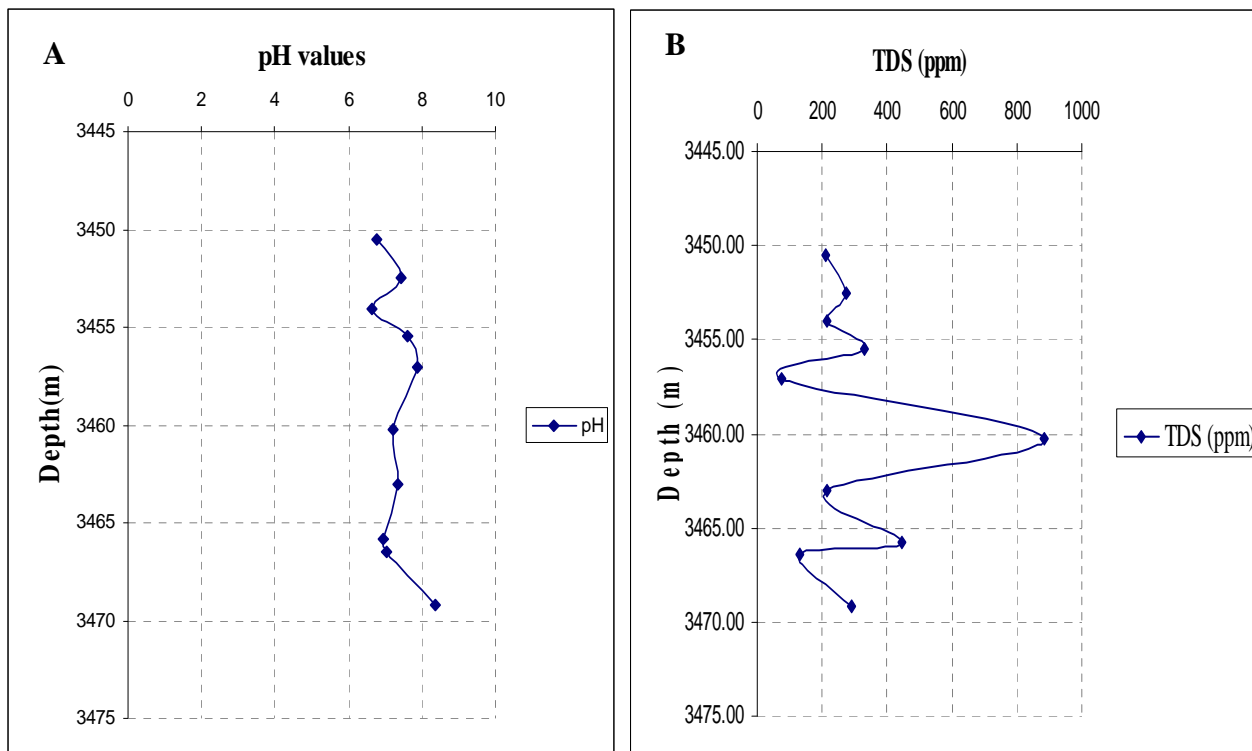 A
pH values
0 2 4 6 8 10
3445
3450
3455
3460
3465
3470
3475
Depth(m)
pH
B
TDS (ppm)
0 200 400 600 800 1000
3445.00
3450.00
3455.00
3460.00
3465.00
3470.00
3475.00
Depth (m)
TDS (ppm)